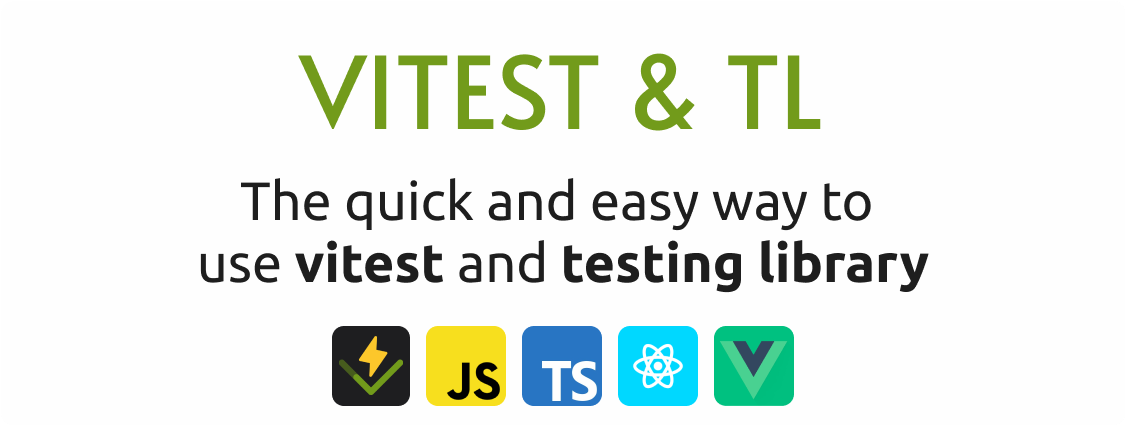 VITEST & TL
The quick and easy way to
use vitest and testing library
JS
TS